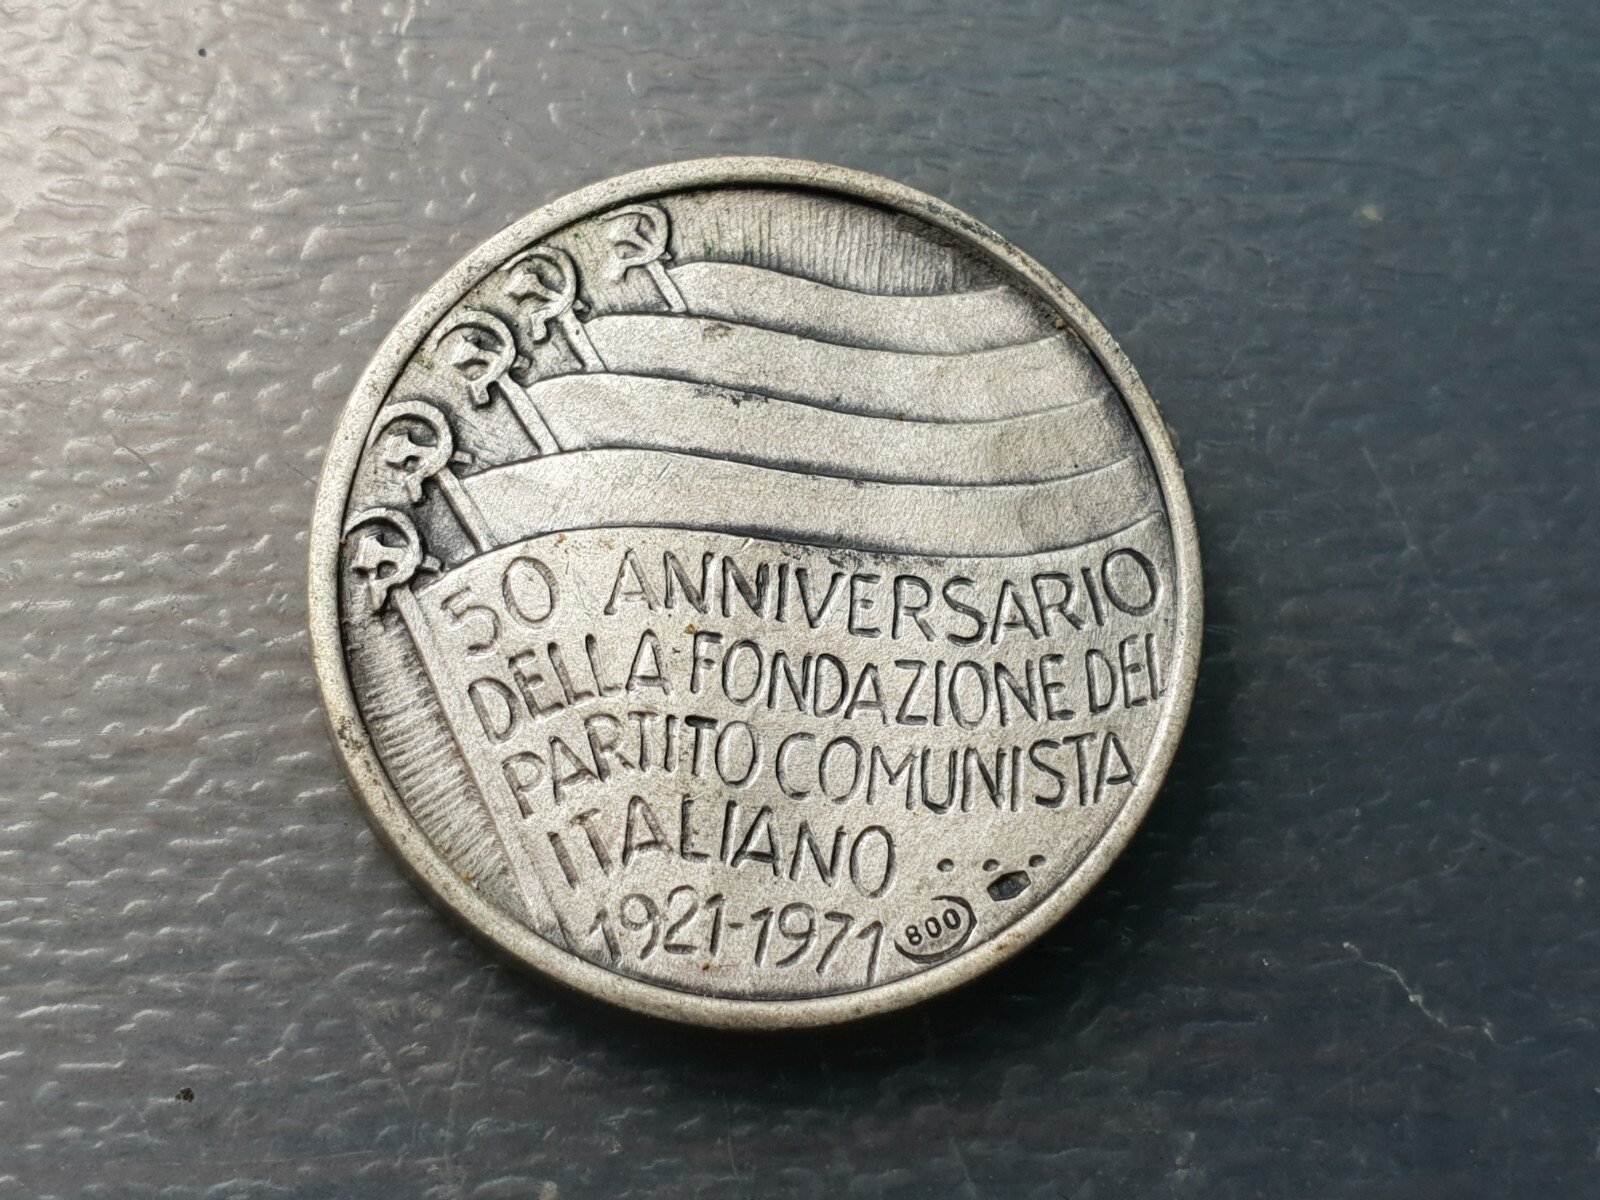 50 ANNIVERSARIO
DELLA FONDAZIONE DEL
PARTITO COMUNISTA
ITALIANO
1921-1971
800